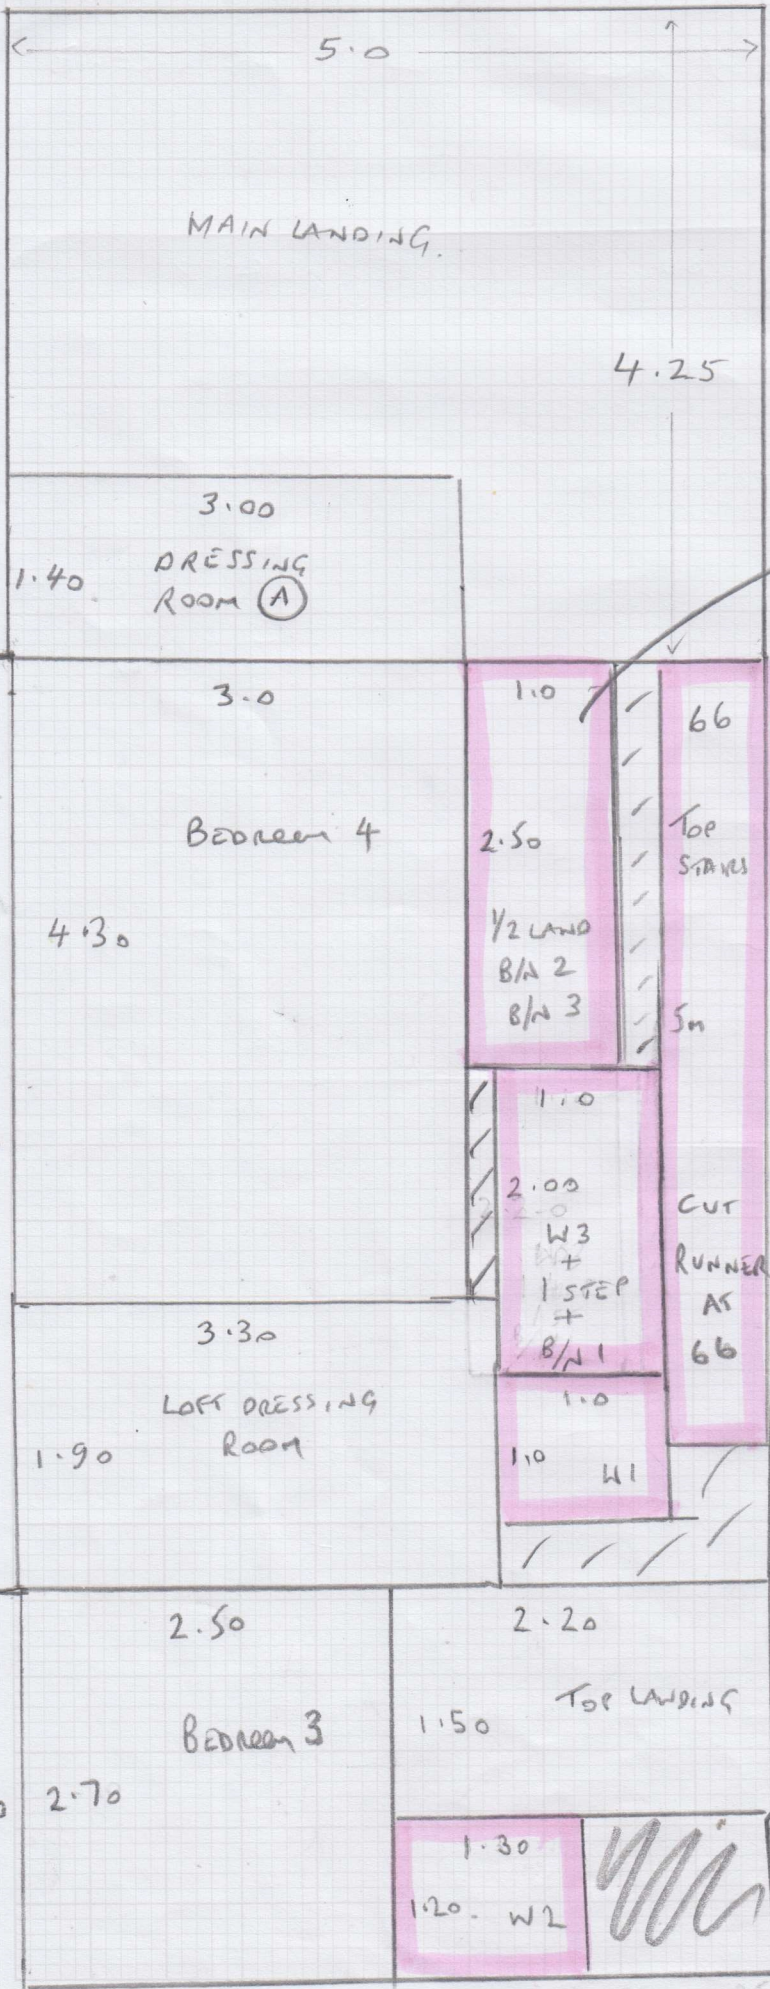 5.0
MAIN LANDING.
4.25
3.00
1.40
DRESSING
ROOM A
3.0
BEDROOM 4
4.30
1.0
2.50
1/2 LAND
B/N 2
B/N 3
66
TOP
STAIRS
5m
CUT
RUNNER
AT
66
1.0
2.00
W3
+
1 STEP
+
B/N 1
3.30
LOFT DRESSING
ROOM
1.90
1.0
1.0
W1
2.50
BEDROOM 3
2.70
2.20
TOP LANDING
1.50
1.30
1.20 - W2